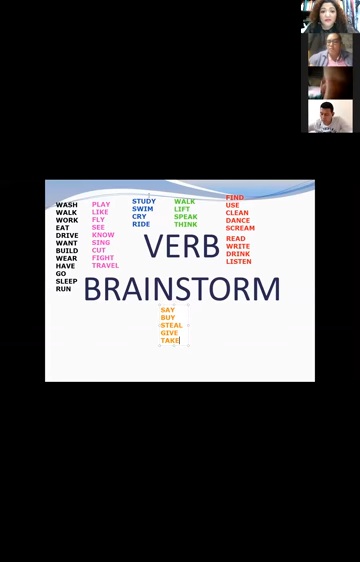 WASH
WALK
WORK
EAT
DRIVE
WANT
BUILD
WEAR
HAVE
GO
SLEEP
RUN
PLAY
LIKE
FLY
SEE
KNOW
SING
CUT
FIGHT
TRAVEL
STUDY
SWIM
CRY
RIDE
WALK
LIFT
SPEAK
THINK
FIND
USE
CLEAN
DANCE
SCREAM
READ
WRITE
DRINK
LISTEN
VERB
BRAINSTORM
SAY
BUY
STEAL
GIVE
TAKE